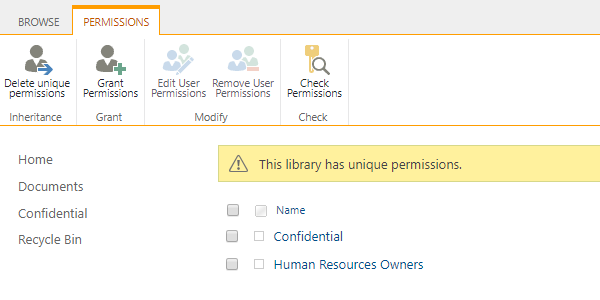 BROWSE
PERMISSIONS
Delete unique permissions
Grant Permissions
Edit User Permissions
Remove User Permissions
Check Permissions
Inheritance
Grant
Modify
Check
Home
Documents
Confidential
Recycle Bin
This library has unique permissions.
Name
Confidential
Human Resources Owners